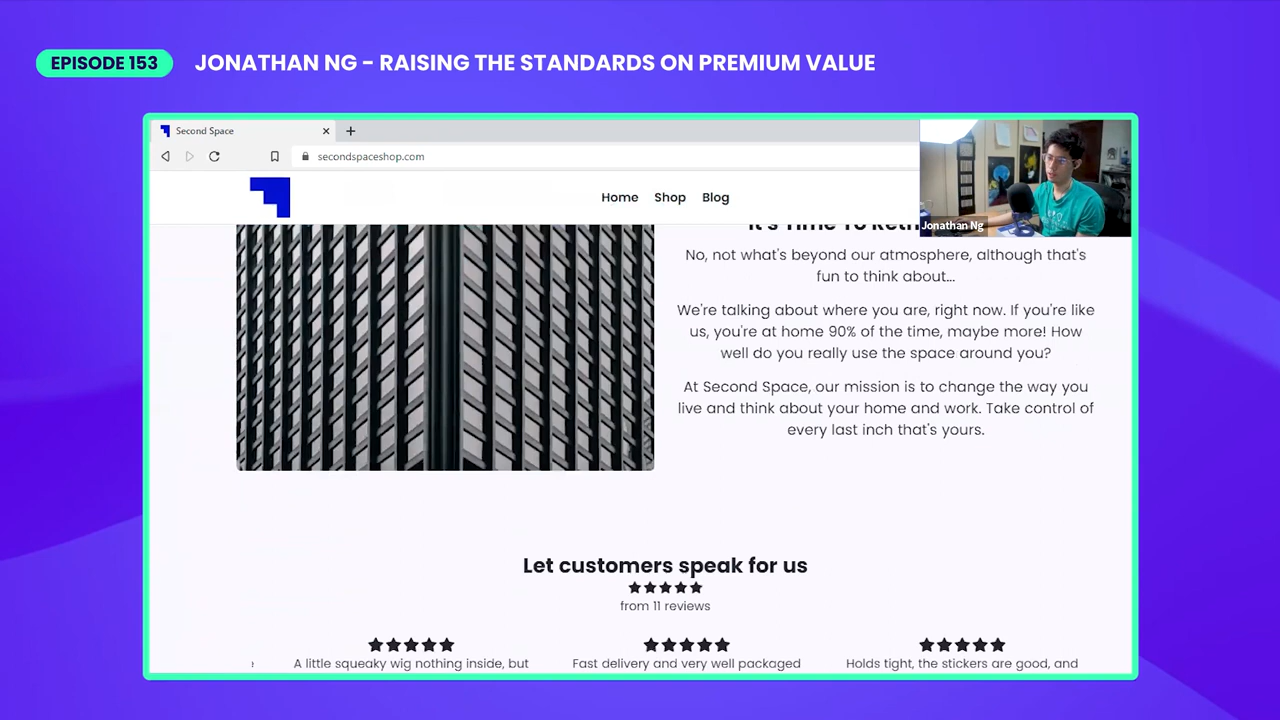 EPISODE 153
JONATHAN NG - RAISING THE STANDARDS ON PREMIUM VALUE
Second Space
secondspaceshop.com
Home Shop Blog
Jonathan Ng
It's Time To
No, not what's beyond our atmosphere, although that's
fun to think about...
We're talking about where you are, right now. If you're like
us, you're at home 90% of the time, maybe more! How
well do you really use the space around you?
At Second Space, our mission is to change the way you
live and think about your home and work. Take control of
every last inch that's yours.
Let customers speak for us
from 11 reviews
A little squeaky wig nothing inside, but
Fast delivery and very well packaged
Holds tight, the stickers are good, and